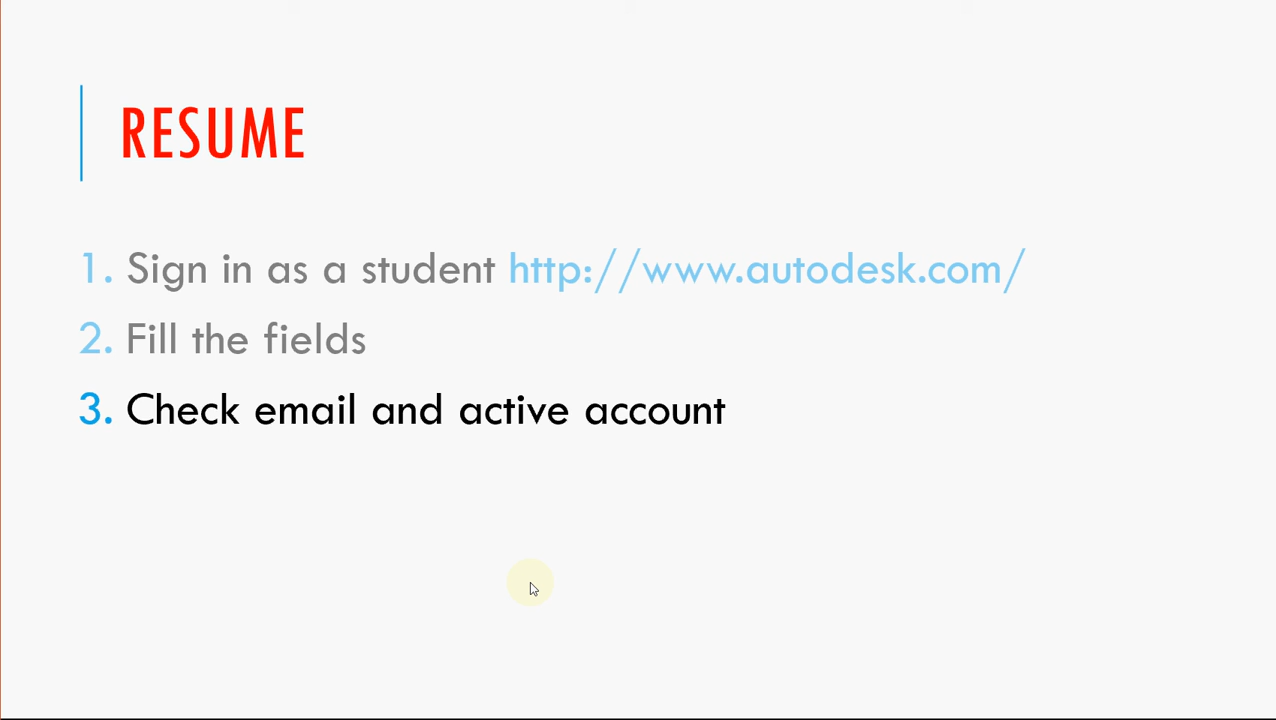 RESUME
1. Sign in as a student http://www.autodesk.com/
2. Fill the fields
3. Check email and active account